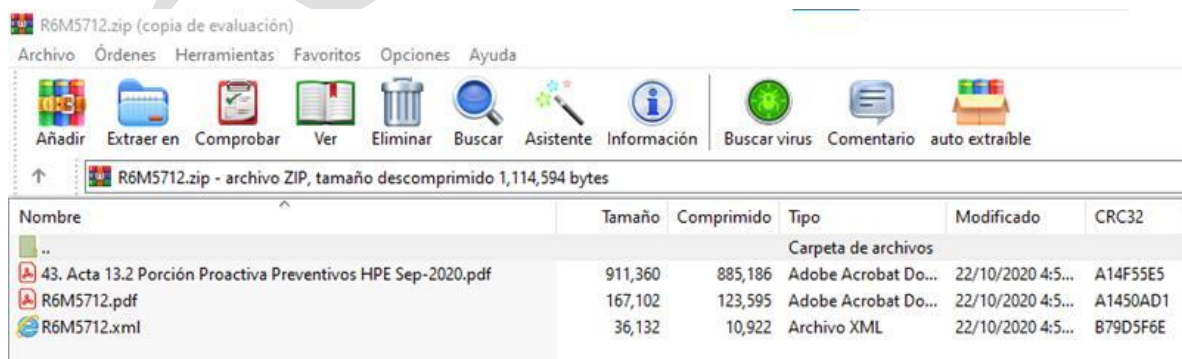 R6M5712.zip (copia de evaluación)
Archivo Órdenes Herramientas Favoritos Opciones Ayuda
Añadir Extraer en Comprobar Ver Eliminar Buscar Asistente Información Buscar virus Comentario auto extraíble
R6M5712.zip - archivo ZIP, tamaño descomprimido 1,114,594 bytes
Nombre Tamaño Comprimido Tipo Modificado CRC32
.. Carpeta de archivos
43. Acta 13.2 Porción Proactiva Preventivos HPE Sep-2020.pdf 911,360 885,186 Adobe Acrobat Do... 22/10/2020 4:5... A14F55E5
R6M5712.pdf 167,102 123,595 Adobe Acrobat Do... 22/10/2020 4:5... A1450AD1
R6M5712.xml 36,132 10,922 Archivo XML 22/10/2020 4:5... B79D5F6E